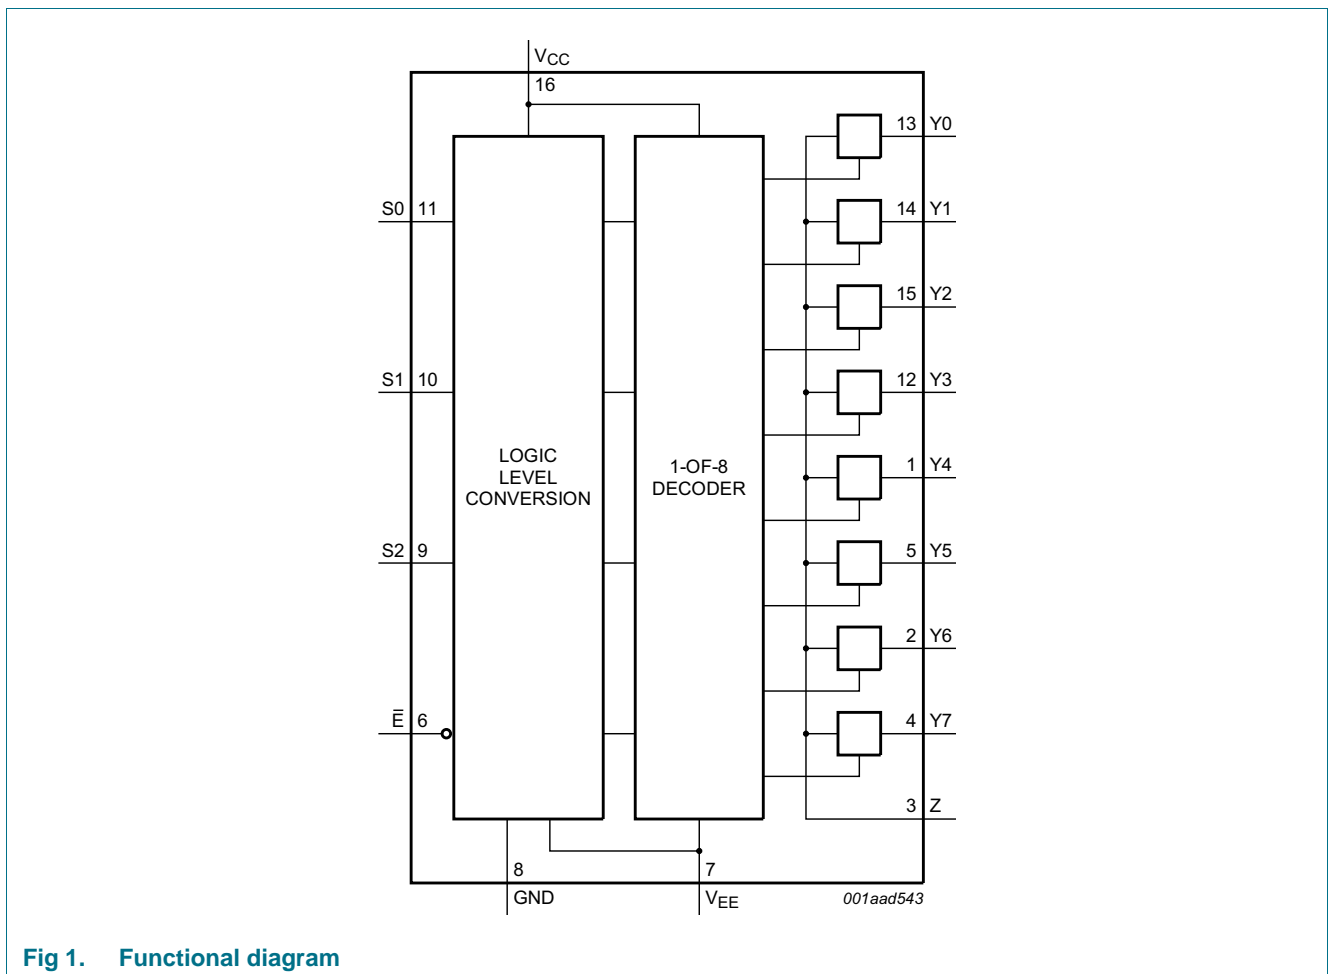 VCC
16
13 Y0
S0 11
14 Y1
15 Y2
S1 10
12 Y3
LOGIC
LEVEL
CONVERSION
1-OF-8
DECODER
1 Y4
S2 9
5 Y5
2 Y6
E̅ 6
4 Y7
3 Z
8
GND
7
VEE
001aad543
Fig 1. Functional diagram